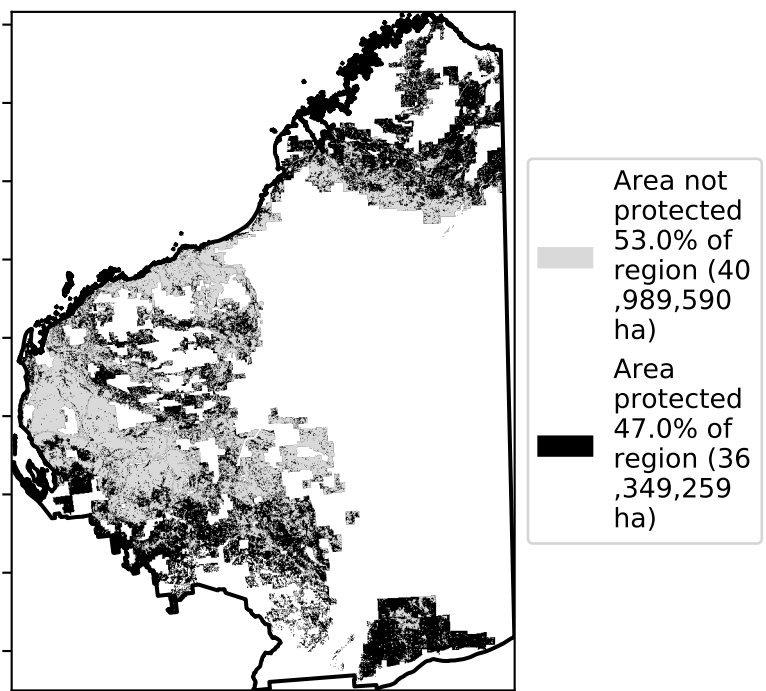 Area not
protected
53.0% of
region (40
,989,590
ha)
Area
protected
47.0% of
region (36
,349,259
ha)